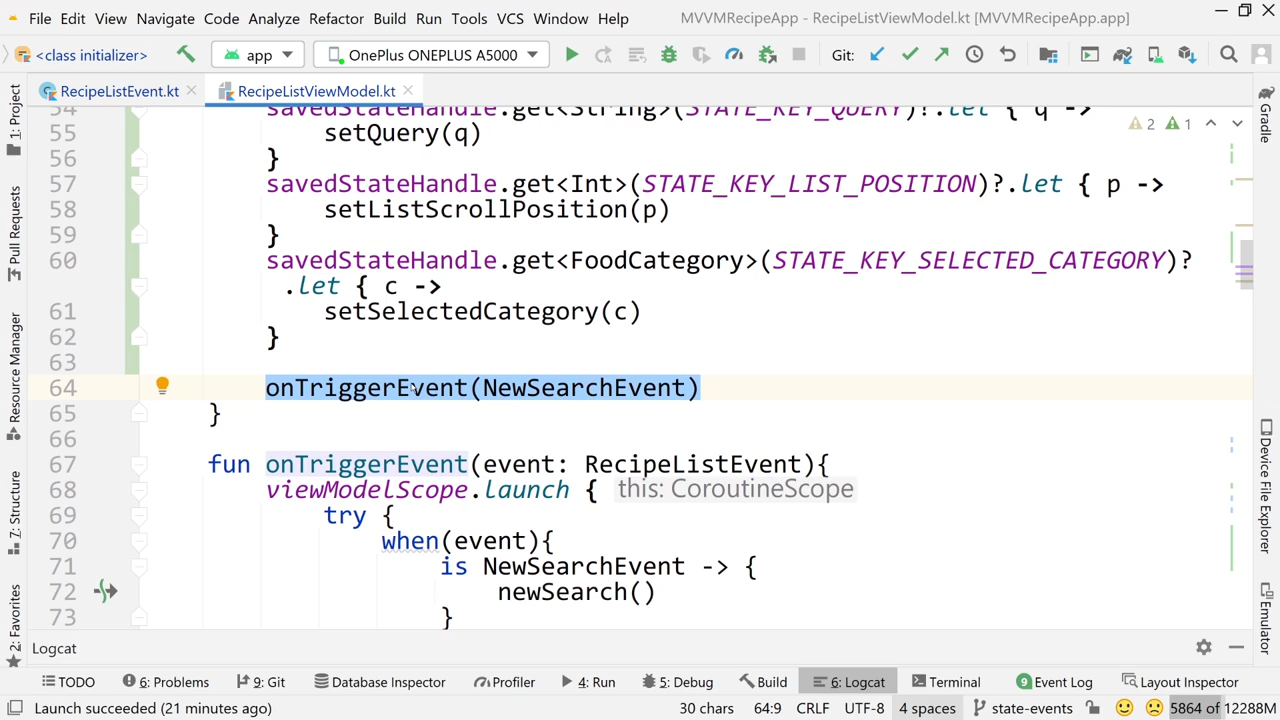 File Edit View Navigate Code Analyze Refactor Build Run Tools VCS Window Help MVVMRecipeApp - RecipeListViewModel.kt [MVVMRecipeApp.app]
<class initializer> app OnePlus ONEPLUS A5000 Git:
RecipeListEvent.kt RecipeListViewModel.kt
54 savedStateHandle.get<String>(STATE_KEY_QUERY)?.let { q ->
55 setQuery(q)
56 }
57 savedStateHandle.get<Int>(STATE_KEY_LIST_POSITION)?.let { p ->
58 setListScrollPosition(p)
59 }
60 savedStateHandle.get<FoodCategory>(STATE_KEY_SELECTED_CATEGORY)?
.let { c ->
61 setSelectedCategory(c)
62 }
63
64 onTriggerEvent(NewSearchEvent)
65 }
66
67 fun onTriggerEvent(event: RecipeListEvent){
68 viewModelScope.launch { this: CoroutineScope
69 try {
70 when(event){
71 is NewSearchEvent -> {
72 newSearch()
73 }
2 1
1: Project
Pull Requests
Resource Manager
7: Structure
2: Favorites
Gradle
Device File Explorer
Emulator
Logcat
TODO 6: Problems 9: Git Database Inspector Profiler 4: Run 5: Debug Build 6: Logcat Terminal 9 Event Log Layout Inspector
Launch succeeded (21 minutes ago) 30 chars 64:9 CRLF UTF-8 4 spaces state-events 5864 of 12288M